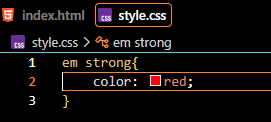 index.html
style.css
style.css > em strong
1 em strong{
2 color: red;
3 }